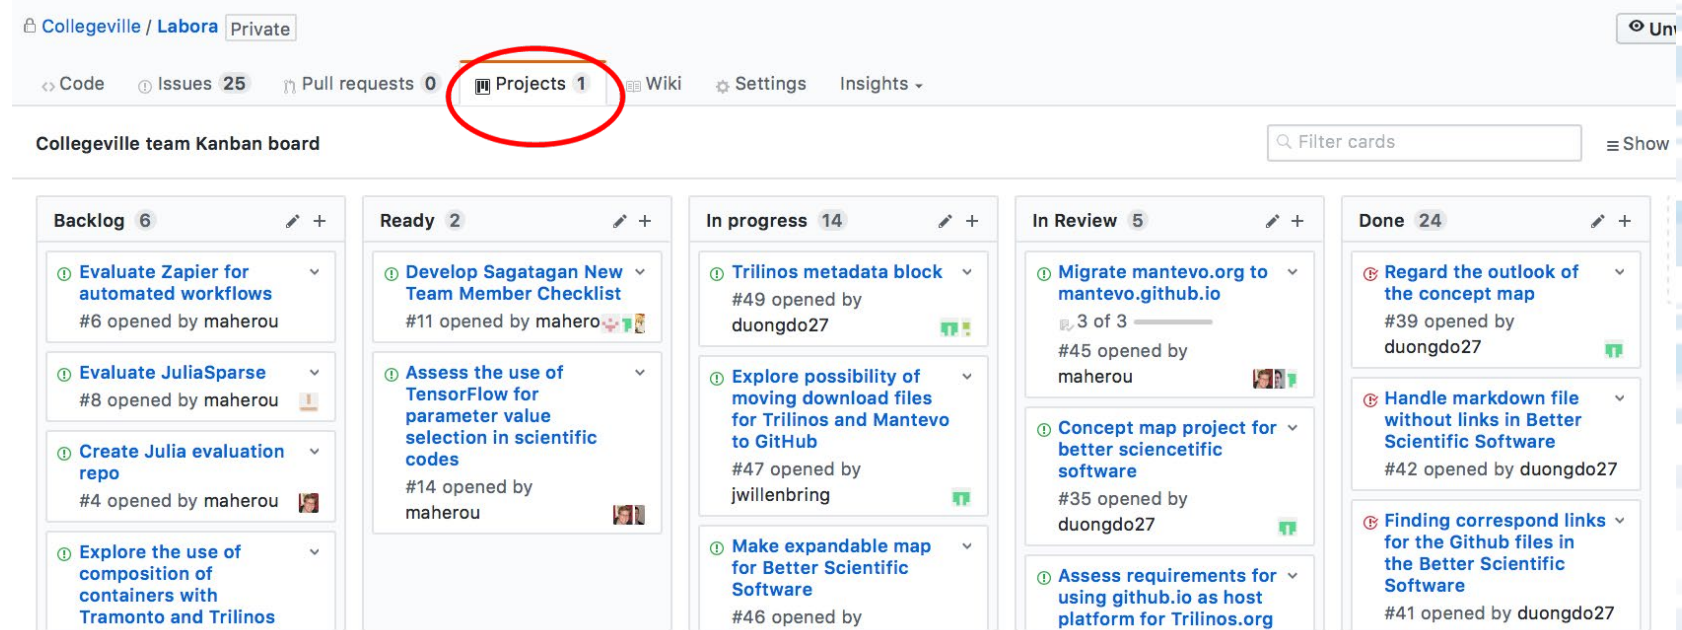 Collegeville / Labora Private
Code Issues 25 Pull requests 0 Projects 1 Wiki Settings Insights
Collegeville team Kanban board
Filter cards
Show
Backlog 6
Evaluate Zapier for
automated workflows
#6 opened by maherou
Evaluate JuliaSparse
#8 opened by maherou
Create Julia evaluation
repo
#4 opened by maherou
Explore the use of
composition of
containers with
Tramonto and Trilinos
Ready 2
Develop Sagatagan New
Team Member Checklist
#11 opened by mahero
Assess the use of
TensorFlow for
parameter value
selection in scientific
codes
#14 opened by
maherou
In progress 14
Trilinos metadata block
#49 opened by
duongdo27
Explore possibility of
moving download files
for Trilinos and Mantevo
to GitHub
#47 opened by
jwillenbring
Make expandable map
for Better Scientific
Software
#46 opened by
In Review 5
Migrate mantevo.org to
mantevo.github.io
3 of 3
#45 opened by
maherou
Concept map project for
better sciencetific
software
#35 opened by
duongdo27
Assess requirements for
using github.io as host
platform for Trilinos.org
Done 24
Regard the outlook of
the concept map
#39 opened by
duongdo27
Handle markdown file
without links in Better
Scientific Software
#42 opened by duongdo27
Finding correspond links
for the Github files in
the Better Scientific
Software
#41 opened by duongdo27